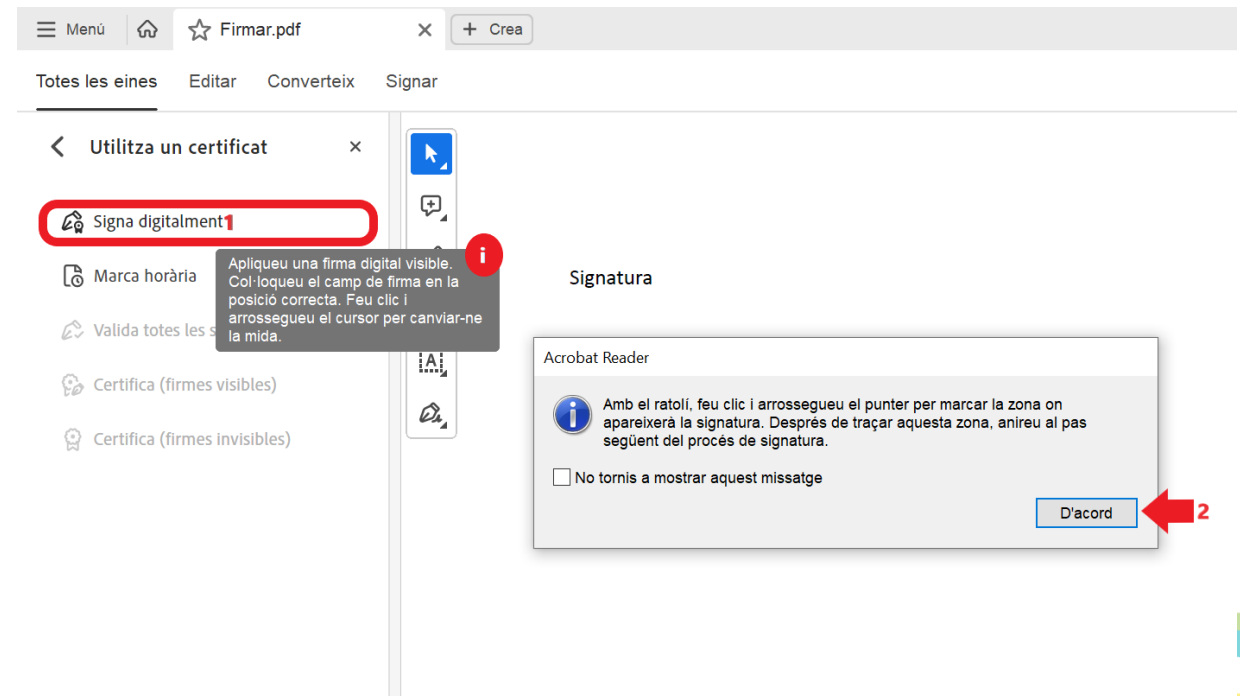 Menú
Firmar.pdf
Crea
Totes les eines
Editar
Converteix
Signar
Utilitza un certificat
Signa digitalment
1
Marca horària
Valida totes les s
Certifica (firmes visibles)
Certifica (firmes invisibles)
i
Apliqueu una firma digital visible.
Col·loqueu el camp de firma en la
posició correcta. Feu clic i
arrossegueu el cursor per canviar-ne
la mida.
A
Signatura
Acrobat Reader
Amb el ratolí, feu clic i arrossegueu el punter per marcar la zona on
apareixerà la signatura. Després de traçar aquesta zona, anireu al pas
següent del procés de signatura.
No tornis a mostrar aquest missatge
D'acord
2